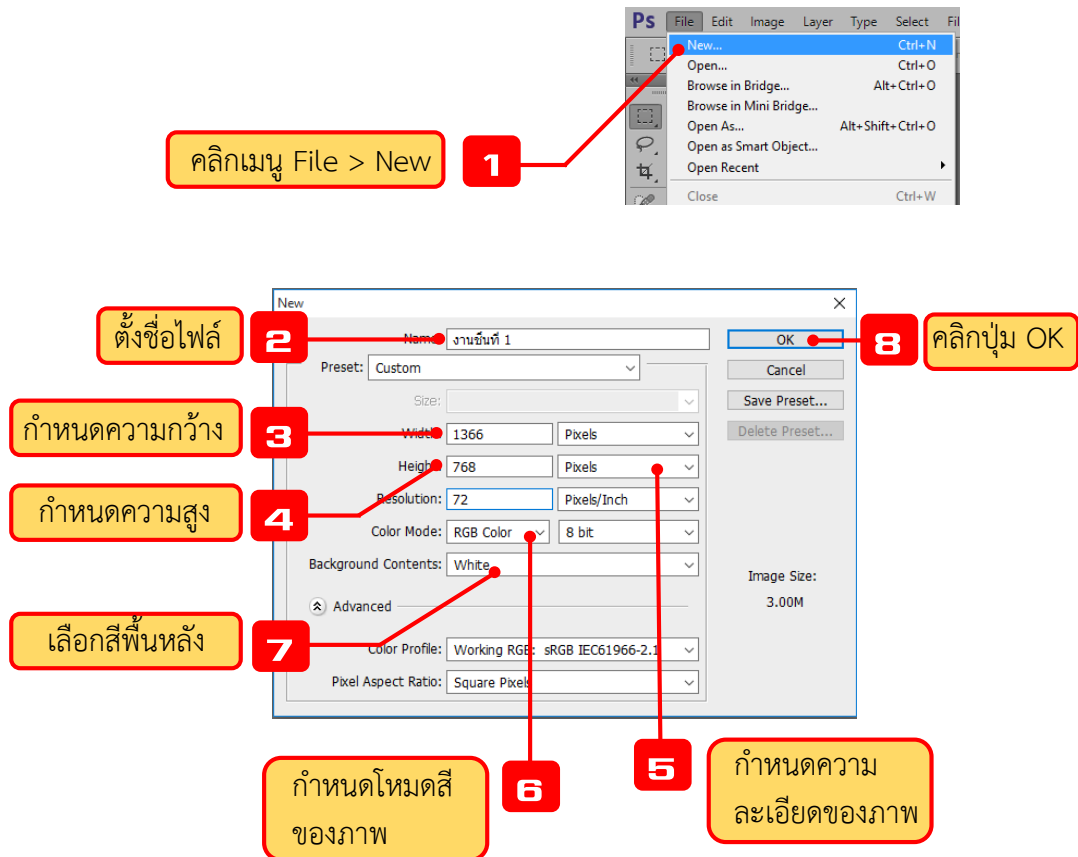 Ps File Edit Image Layer Type Select Fil
New... Ctrl+N
Open... Ctrl+O
Browse in Bridge... Alt+Ctrl+O
Browse in Mini Bridge...
Open As... Alt+Shift+Ctrl+O
Open as Smart Object...
Open Recent
Close Ctrl+W
คลิกเมนู File > New 1
New
ตั้งชื่อไฟล์ 2
Name: งานชิ้นที่ 1
OK
8 คลิกปุ่ม OK
Preset: Custom
Cancel
Size:
Save Preset...
กำหนดความกว้าง 3
Width: 1366 Pixels
Delete Preset...
Height: 768 Pixels
กำหนดความสูง 4
Resolution: 72 Pixels/Inch
Color Mode: RGB Color 8 bit
Background Contents: White
Image Size:
3.00M
Advanced
เลือกสีพื้นหลัง 7
Color Profile: Working RGB: sRGB IEC61966-2.1
Pixel Aspect Ratio: Square Pixels
กำหนดโหมดสี
ของภาพ
6
5
กำหนดความ
ละเอียดของภาพ